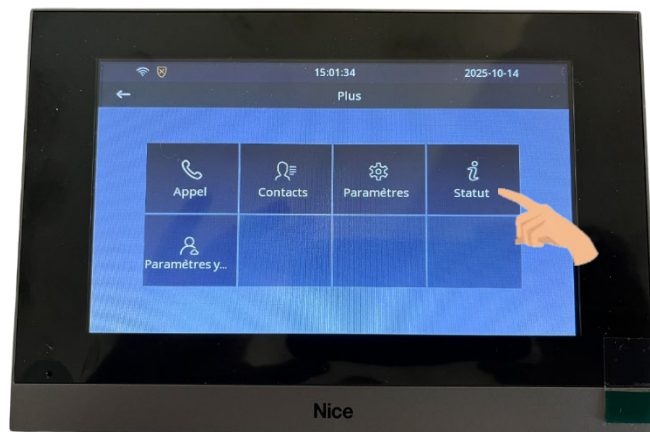 15:01:34 2025-10-14
Plus
Appel Contacts Paramètres Statut
Paramètres y...
Nice